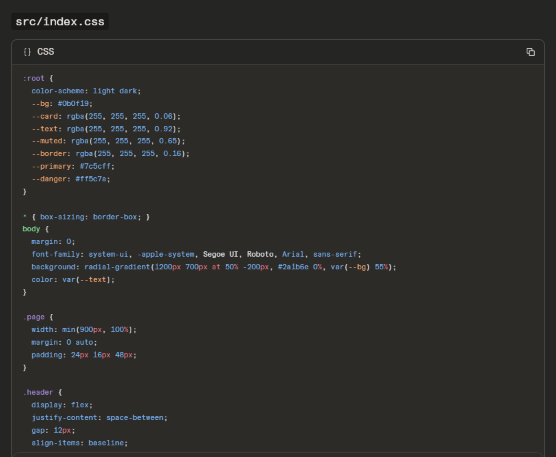 src/index.css
{} CSS
:root {
  color-scheme: light dark;
  --bg: #0b0f19;
  --card: rgba(255, 255, 255, 0.06);
  --text: rgba(255, 255, 255, 0.92);
  --muted: rgba(255, 255, 255, 0.65);
  --border: rgba(255, 255, 255, 0.16);
  --primary: #7c5cff;
  --danger: #ff5c7a;
}

* { box-sizing: border-box; }
body {
  margin: 0;
  font-family: system-ui, -apple-system, Segoe UI, Roboto, Arial, sans-serif;
  background: radial-gradient(1200px 700px at 50% -200px, #2a1b6e 0%, var(--bg) 55%);
  color: var(--text);
}

.page {
  width: min(900px, 100%);
  margin: 0 auto;
  padding: 24px 16px 48px;
}

.header {
  display: flex;
  justify-content: space-between;
  gap: 12px;
  align-items: baseline;